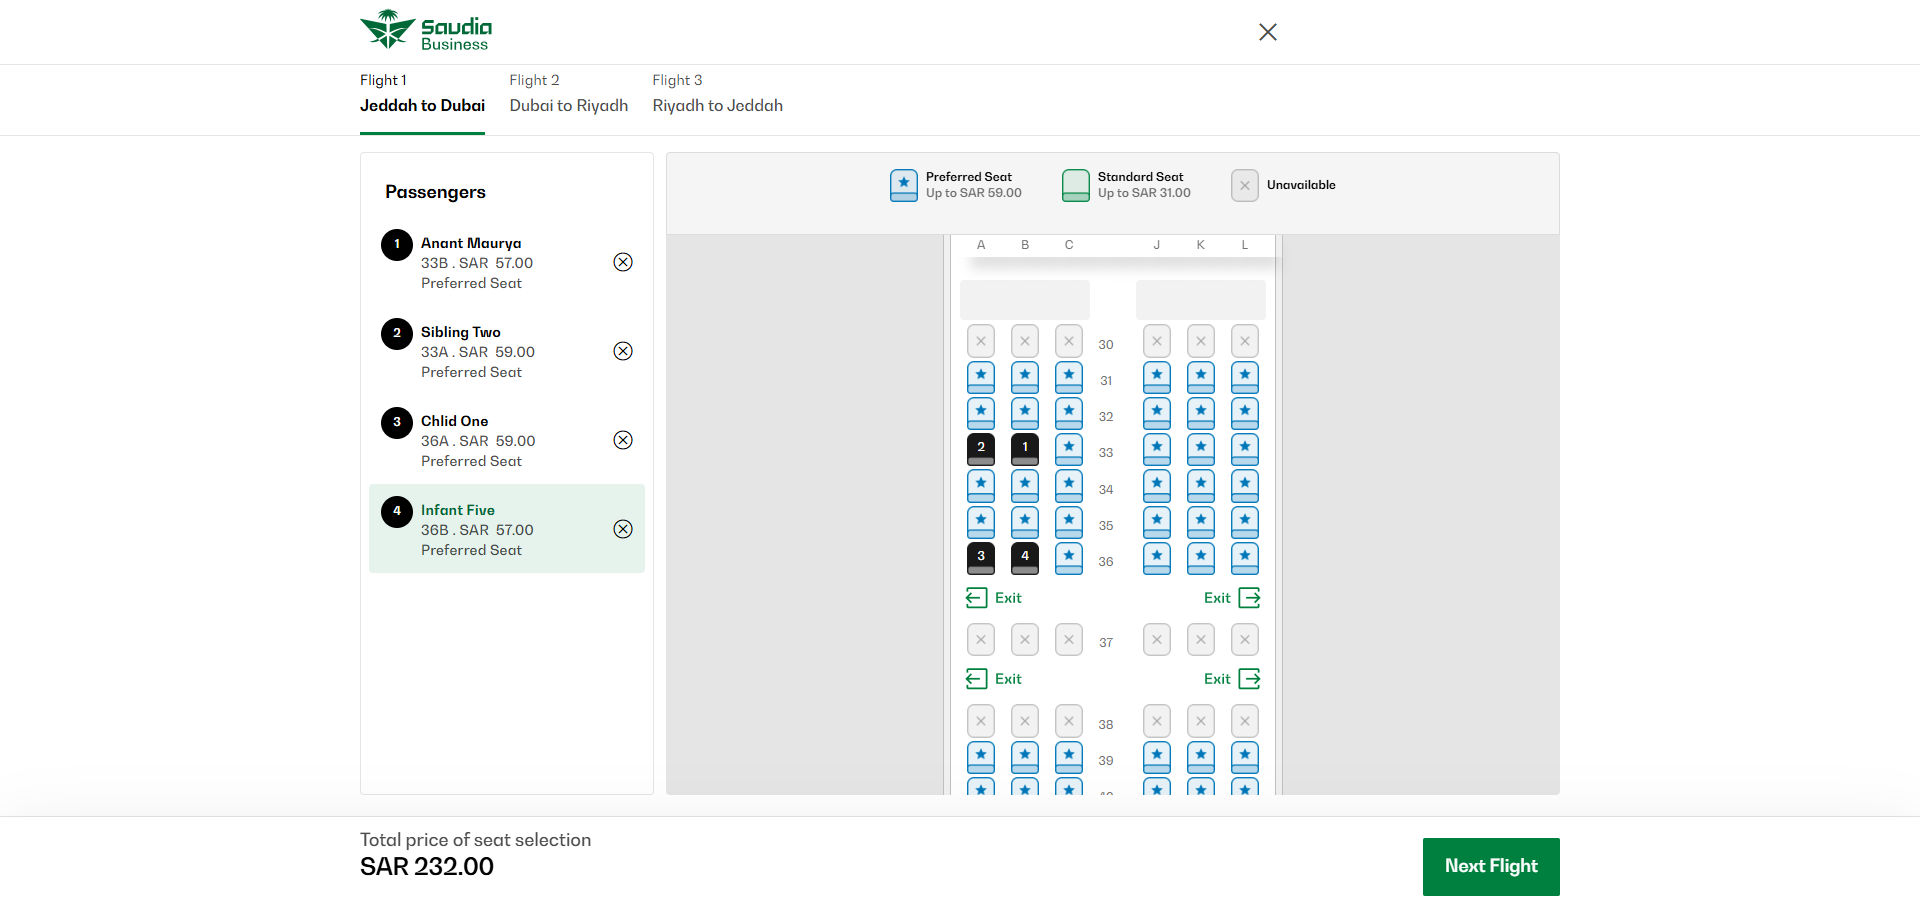 Saudia
Business
Flight 1
Jeddah to Dubai
Flight 2
Dubai to Riyadh
Flight 3
Riyadh to Jeddah
Passengers
1
Anant Maurya
33B . SAR 57.00
Preferred Seat
2
Sibling Two
33A . SAR 59.00
Preferred Seat
3
Chlid One
36A . SAR 59.00
Preferred Seat
4
Infant Five
36B . SAR 57.00
Preferred Seat
Preferred Seat
Up to SAR 59.00
Standard Seat
Up to SAR 31.00
Unavailable
A B C J K L
30
31
32
2 1 33
34
35
3 4 36
Exit Exit
37
Exit Exit
38
39
Total price of seat selection
SAR 232.00
Next Flight